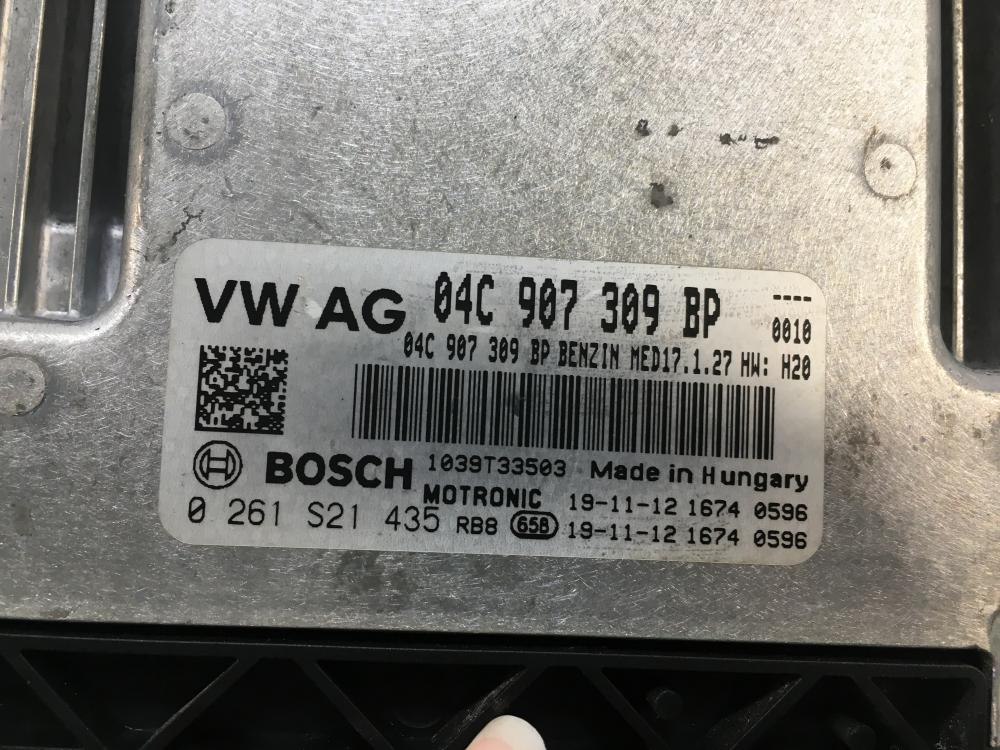 VW AG 04C 907 309 BP ----
0010
04C 907 309 BP BENZIN MED17.1.27 HW: H20
BOSCH 1039T33503 Made in Hungary
MOTRONIC 19-11-12 1674 0596
0 261 S21 435 RB8 658 19-11-12 1674 0596